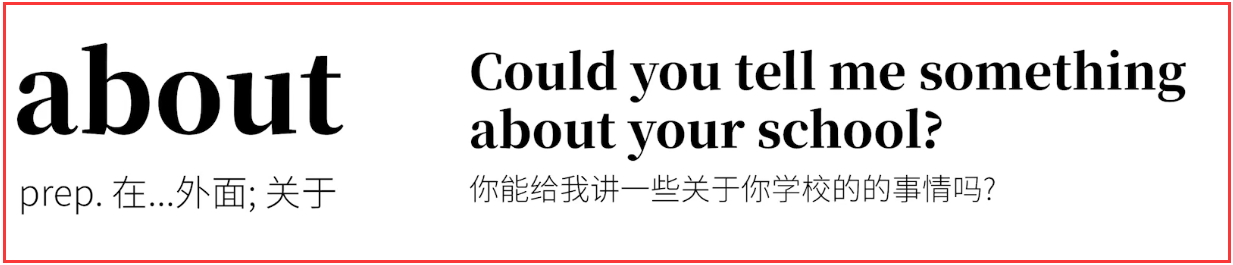 about
prep. 在...外面; 关于
Could you tell me something
about your school?
你能给我讲一些关于你学校的的事情吗?